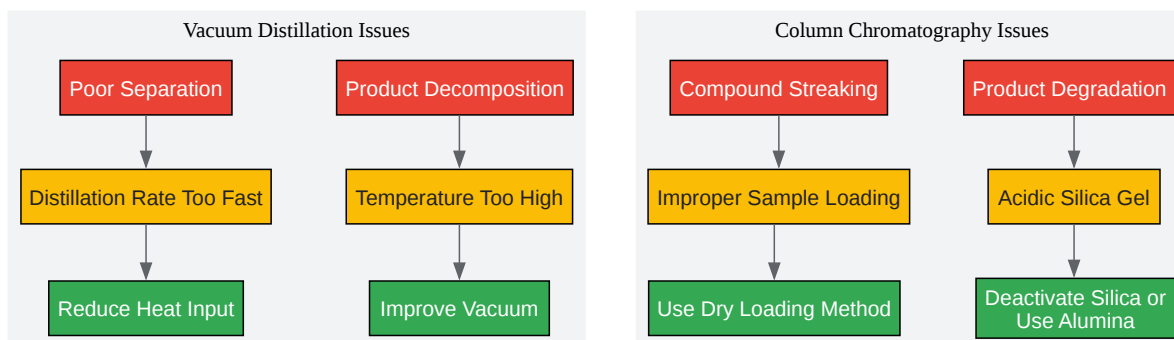 Vacuum Distillation Issues
Poor Separation
Product Decomposition
Distillation Rate Too Fast
Temperature Too High
Reduce Heat Input
Improve Vacuum
Column Chromatography Issues
Compound Streaking
Product Degradation
Improper Sample Loading
Acidic Silica Gel
Use Dry Loading Method
Deactivate Silica or
Use Alumina